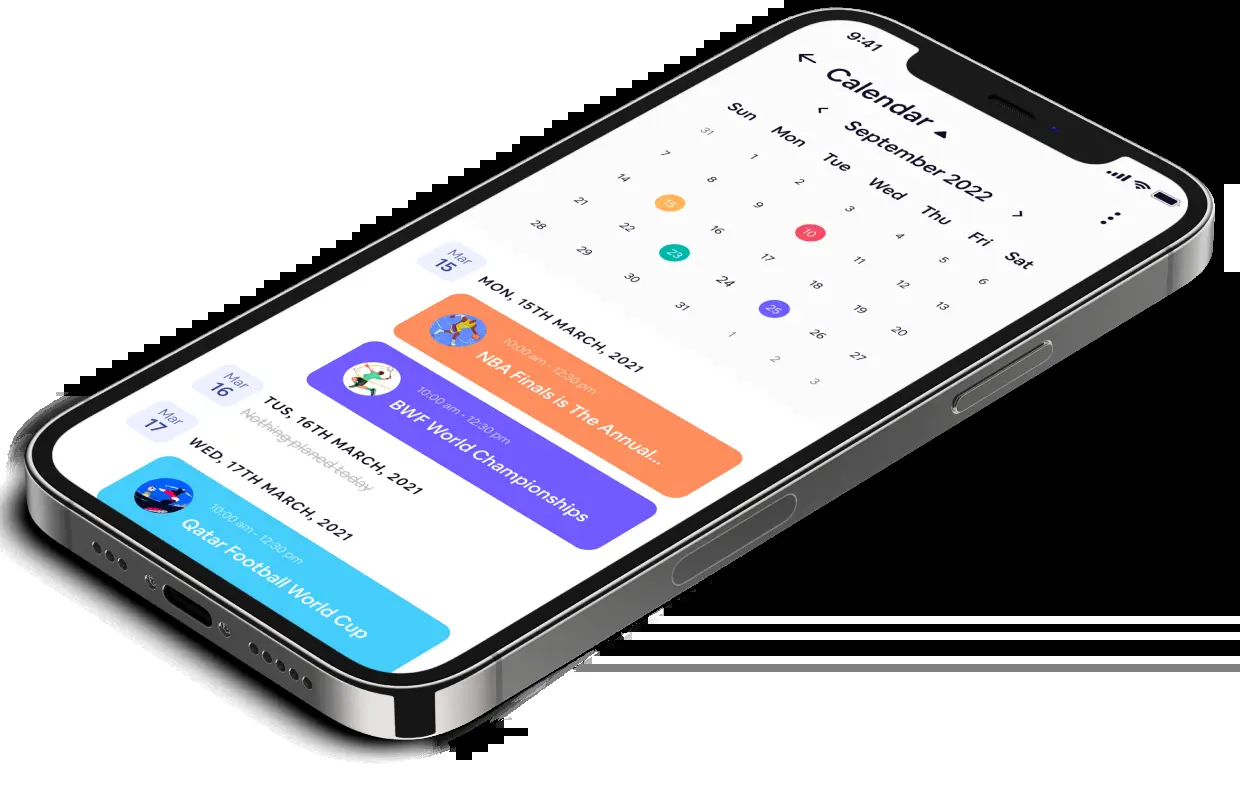 9:41
Calendar
September 2022
Sun Mon Tue Wed Thu Fri Sat
31 1 2 3 4 5 6
7 8 9 10 11 12 13
14 15 16 17 18 19 20
21 22 23 24 25 26 27
28 29 30 31 1 2 3
Mar
15
MON, 15TH MARCH, 2021
10:00 am - 12:30 pm
NBA Finals is The Annual...
10:00 am - 12:30 pm
BWF World Championships
Mar
16
TUS, 16TH MARCH, 2021
Nothing planed today
Mar
17
WED, 17TH MARCH, 2021
10:00 am - 12:30 pm
Qatar Football World Cup